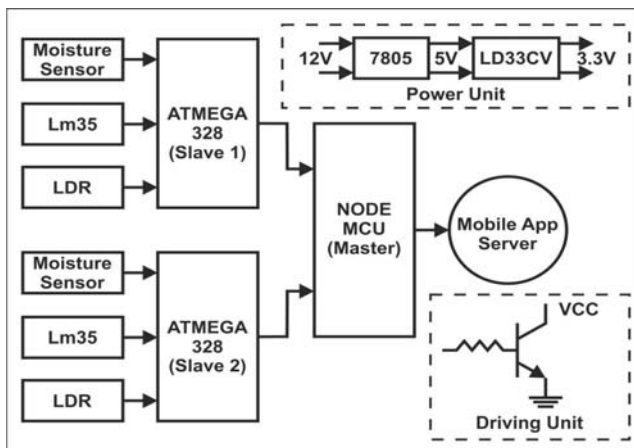 Moisture
Sensor
Lm35
LDR
ATMEGA
328
(Slave 1)
12V
7805
5V
LD33CV
3.3V
Power Unit
NODE
MCU
(Master)
Mobile App
Server
Moisture
Sensor
Lm35
LDR
ATMEGA
328
(Slave 2)
VCC
Driving Unit